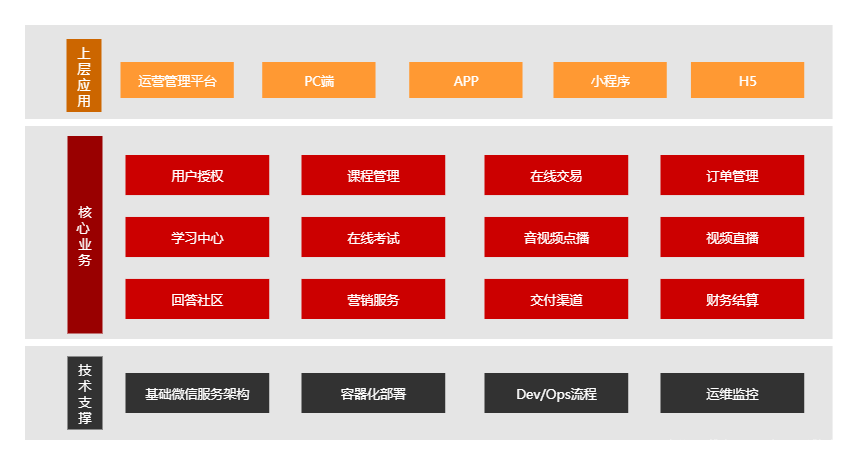 上层应用
运营管理平台
PC端
APP
小程序
H5
核心业务
用户授权
课程管理
在线交易
订单管理
学习中心
在线考试
音视频点播
视频直播
回答社区
营销服务
交付渠道
财务结算
技术支撑
基础微信服务架构
容器化部署
Dev/Ops流程
运维监控